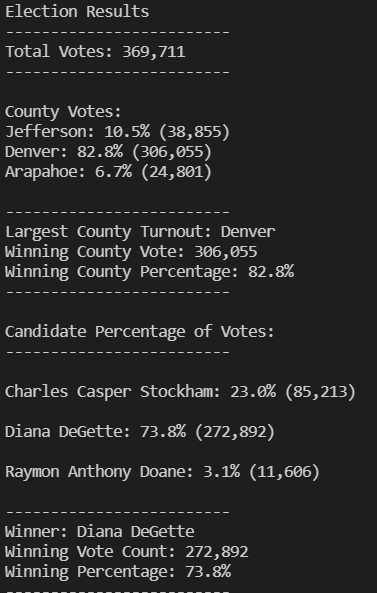 Election Results
-------------------------
Total Votes: 369,711
-------------------------
County Votes:
Jefferson: 10.5% (38,855)
Denver: 82.8% (306,055)
Arapahoe: 6.7% (24,801)
-------------------------
Largest County Turnout: Denver
Winning County Vote: 306,055
Winning County Percentage: 82.8%
-------------------------
Candidate Percentage of Votes:
-------------------------
Charles Casper Stockham: 23.0% (85,213)
Diana DeGette: 73.8% (272,892)
Raymon Anthony Doane: 3.1% (11,606)
-------------------------
Winner: Diana DeGette
Winning Vote Count: 272,892
Winning Percentage: 73.8%
-------------------------